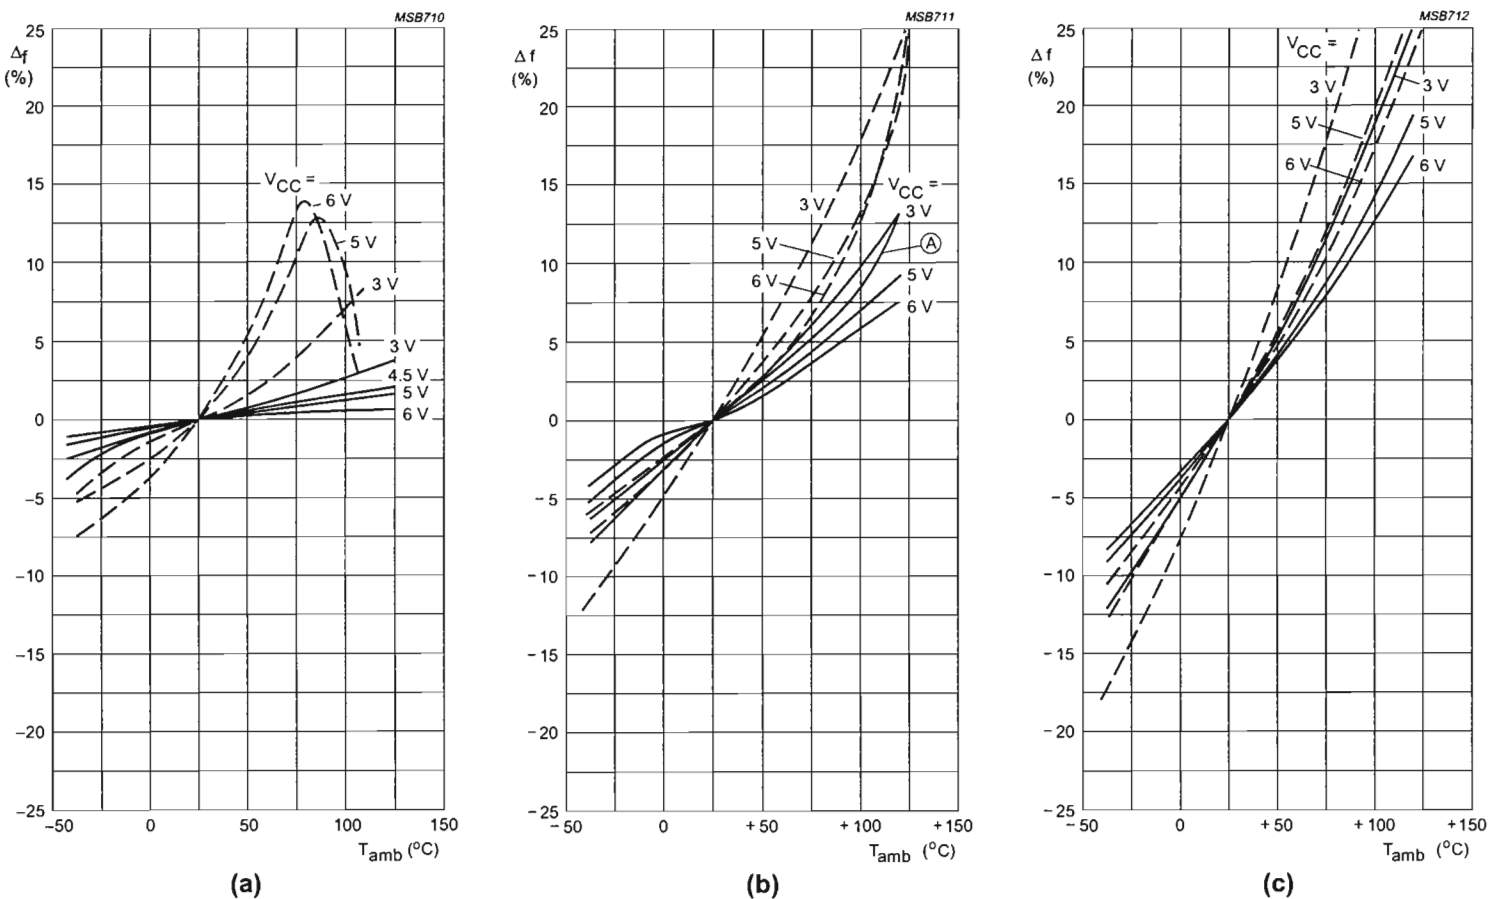 MSB710
Δf
(%)
25
20
15
10
5
0
−5
−10
−15
−20
−25
−50
0
50
100
150
Tamb (°C)
VCC =
6 V
5 V
3 V
3 V
4.5 V
5 V
6 V
(a)
MSB711
Δf
(%)
25
20
15
10
5
0
−5
−10
−15
−20
−25
−50
0
+50
+100
+150
Tamb (°C)
3 V
5 V
6 V
VCC =
3 V
A
5 V
6 V
(b)
MSB712
Δf
(%)
25
20
15
10
5
0
−5
−10
−15
−20
−25
−50
0
+50
+100
+150
Tamb (°C)
VCC =
3 V
5 V
6 V
3 V
5 V
6 V
(c)